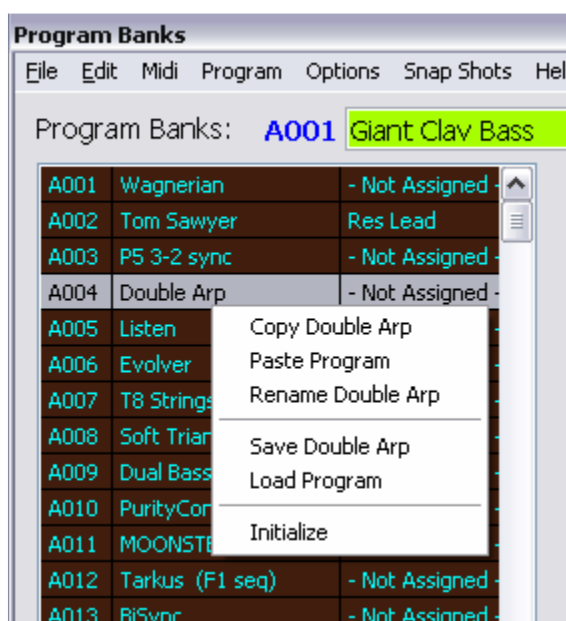 Program Banks
File Edit Midi Program Options Snap Shots Hel
Program Banks: A001 Giant Clav Bass
A001 Wagnerian - Not Assigned -
A002 Tom Sawyer Res Lead
A003 P5 3-2 sync - Not Assigned -
A004 Double Arp - Not Assigned -
A005 Listen
Copy Double Arp
A006 Evolver
Paste Program
A007 T8 Strings
Rename Double Arp
A008 Soft Trian
Save Double Arp
A009 Dual Bass
Load Program
A010 PurityCor
Initialize
A011 MOONSTE
A012 Tarkus (F1 seq) - Not Assigned -
A013 BiSync - Not Assigned -